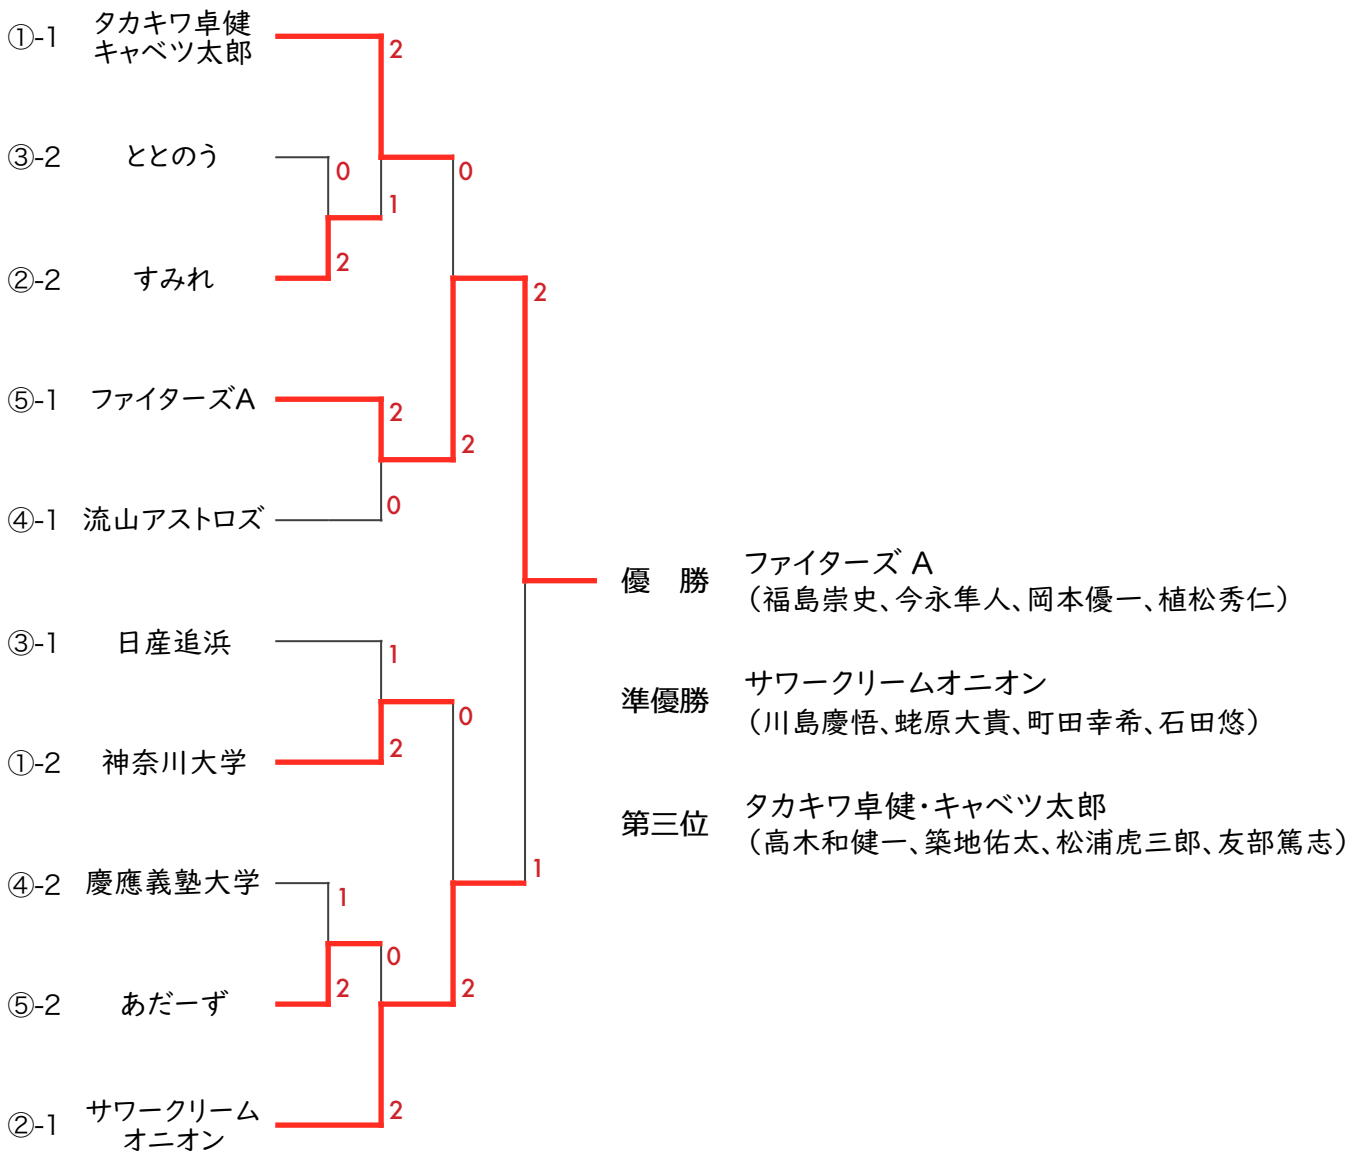 ①-1 タカキワ卓健
キャベツ太郎
2
③-2 ととのう
0
0
1
②-2 すみれ
2
2
⑤-1 ファイターズA
2
2
④-1 流山アストロズ
0
優 勝 ファイターズ A
（福島崇史、今永隼人、岡本優一、植松秀仁）
③-1 日産追浜
1
0
準優勝 サワークリームオニオン
（川島慶悟、蛯原大貴、町田幸希、石田悠）
①-2 神奈川大学
2
第三位 タカキワ卓健・キャベツ太郎
（高木和健一、築地佑太、松浦虎三郎、友部篤志）
④-2 慶應義塾大学
1
1
0
⑤-2 あだーず
2
2
②-1 サワークリーム
オニオン
2